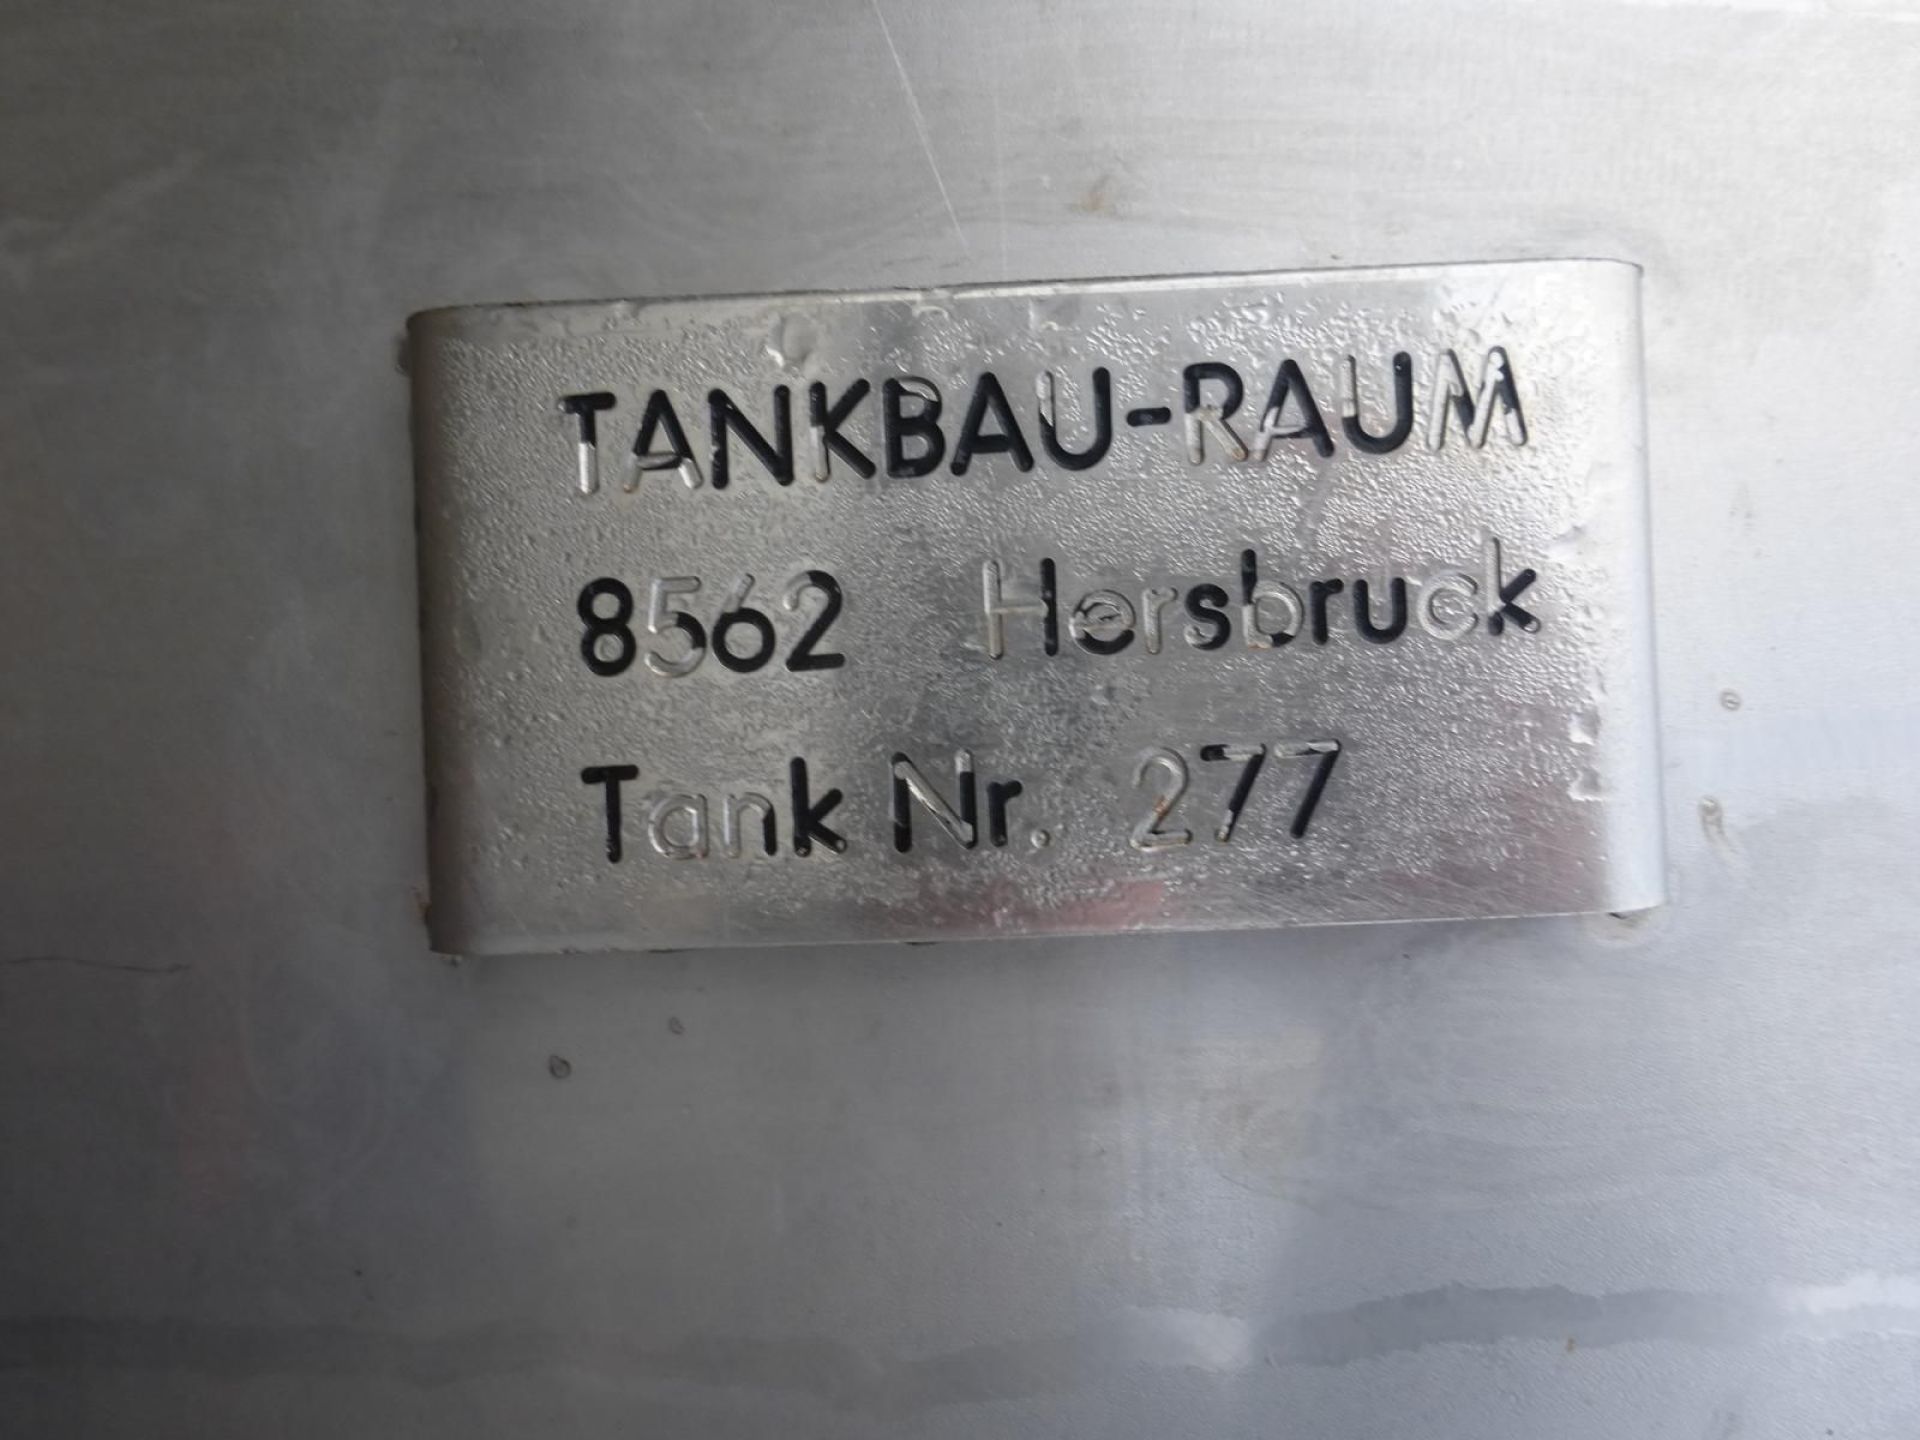 TANKBAU-RAUM
8562 Hersbruck
Tank Nr. 277